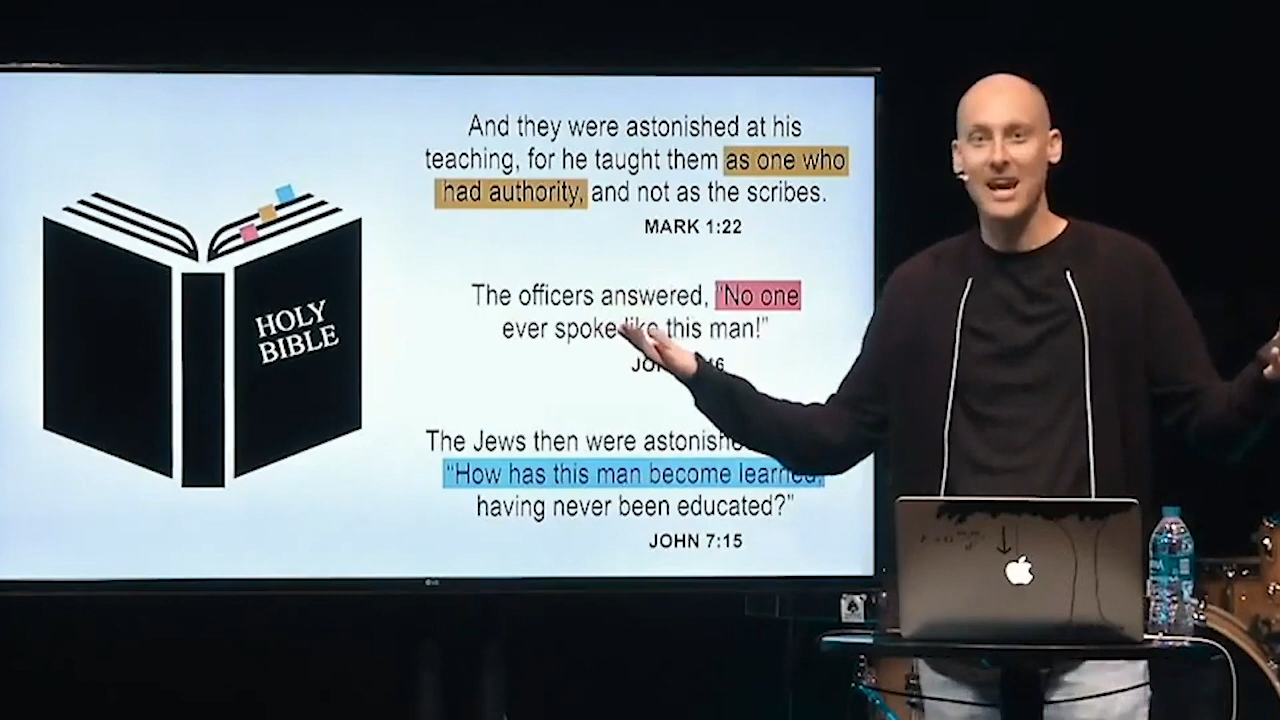 And they were astonished at his
teaching, for he taught them as one who
had authority, and not as the scribes.
MARK 1:22
HOLY
BIBLE
The officers answered, "No one
ever spoke like this man!"
The Jews then were
"How has this man become learned,
having never been educated?"
JOHN 7:15
LG